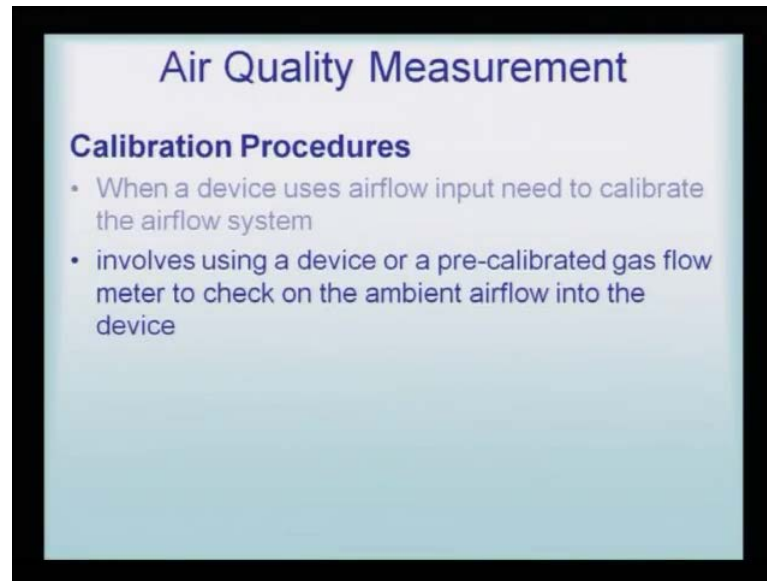 Air Quality Measurement
Calibration Procedures
• When a device uses airflow input need to calibrate
the airflow system
• involves using a device or a pre-calibrated gas flow
meter to check on the ambient airflow into the
device